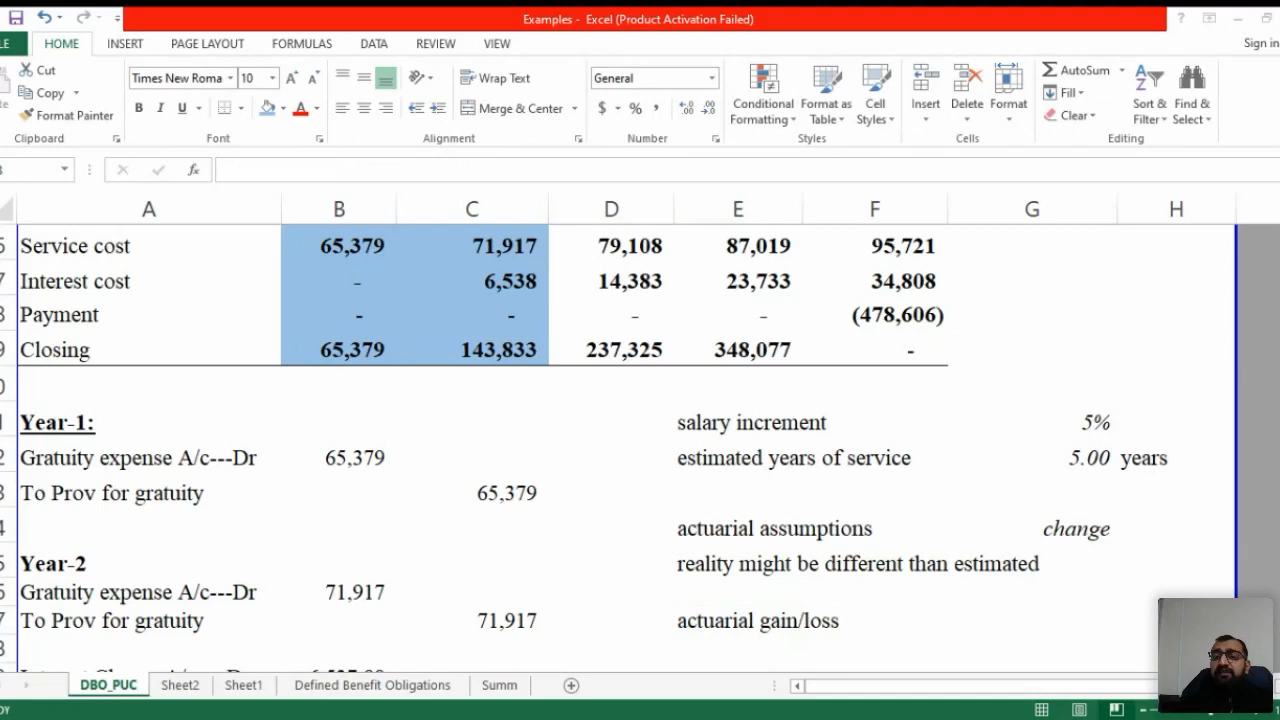 Examples - Excel (Product Activation Failed)
HOME INSERT PAGE LAYOUT FORMULAS DATA REVIEW VIEW Sign in
Cut
Copy
Format Painter
Clipboard
Times New Roma 10
B I U A
Font
Wrap Text
Merge & Center
Alignment
General
$ % ,
Number
Conditional Formatting
Format as Table
Cell Styles
Styles
Insert
Delete
Format
Cells
AutoSum
Fill
Clear
Sort & Filter
Find & Select
Editing
fx
A B C D E F G H
Service cost 65,379 71,917 79,108 87,019 95,721
Interest cost - 6,538 14,383 23,733 34,808
Payment - - - - (478,606)
Closing 65,379 143,833 237,325 348,077 -
Year-1: salary increment 5%
Gratuity expense A/c---Dr 65,379 estimated years of service 5.00 years
To Prov for gratuity 65,379
actuarial assumptions change
Year-2 reality might be different than estimated
Gratuity expense A/c---Dr 71,917
To Prov for gratuity 71,917 actuarial gain/loss
DBO_PUC Sheet2 Sheet1 Defined Benefit Obligations Summ